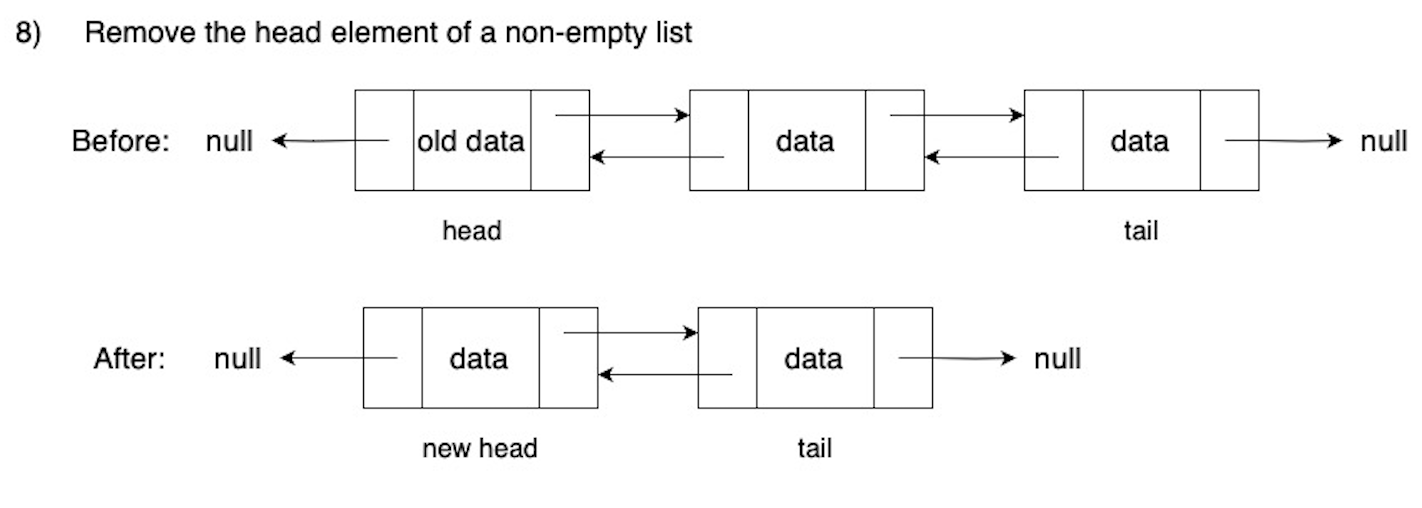 8) Remove the head element of a non-empty list
Before: null old data data data null
head tail
After: null data data null
new head tail